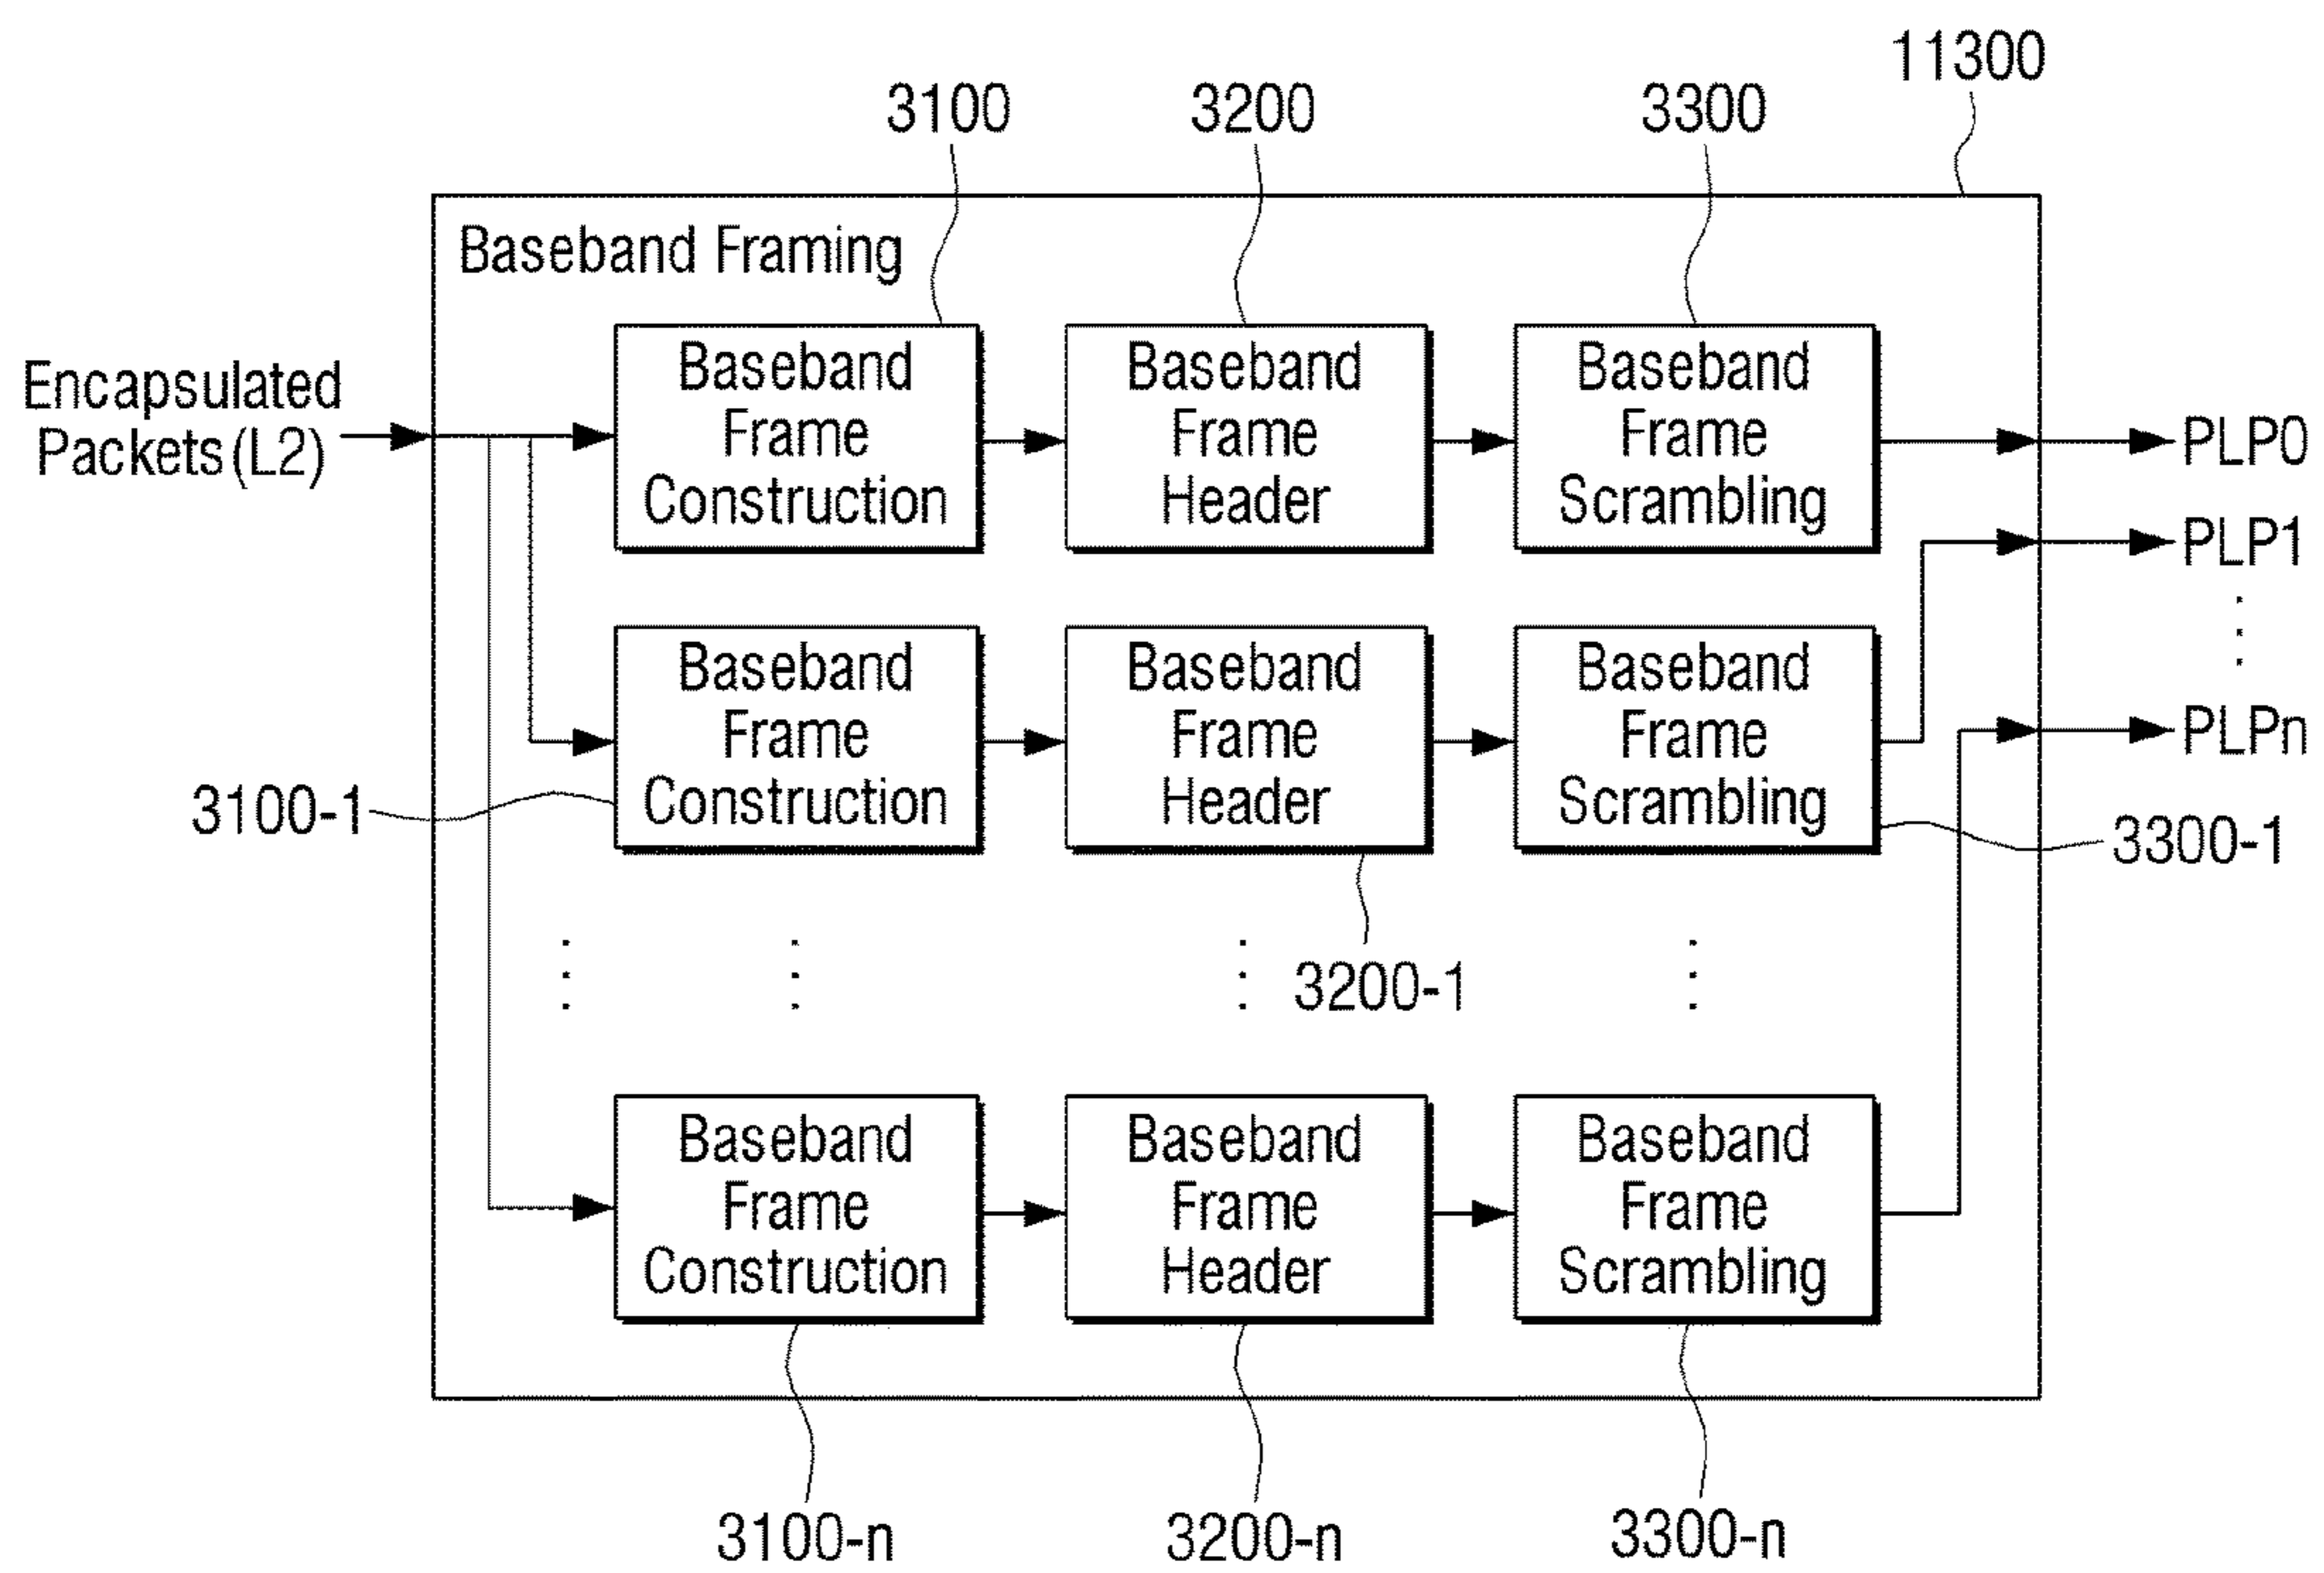 11300
3100
3200
3300
Baseband Framing
Encapsulated
Packets (L2)
Baseband
Frame
Construction
Baseband
Frame
Header
Baseband
Frame
Scrambling
PLP0
PLP1
PLPn
Baseband
Frame
Construction
Baseband
Frame
Header
Baseband
Frame
Scrambling
3100-1
3300-1
3200-1
Baseband
Frame
Construction
Baseband
Frame
Header
Baseband
Frame
Scrambling
3100-n
3200-n
3300-n